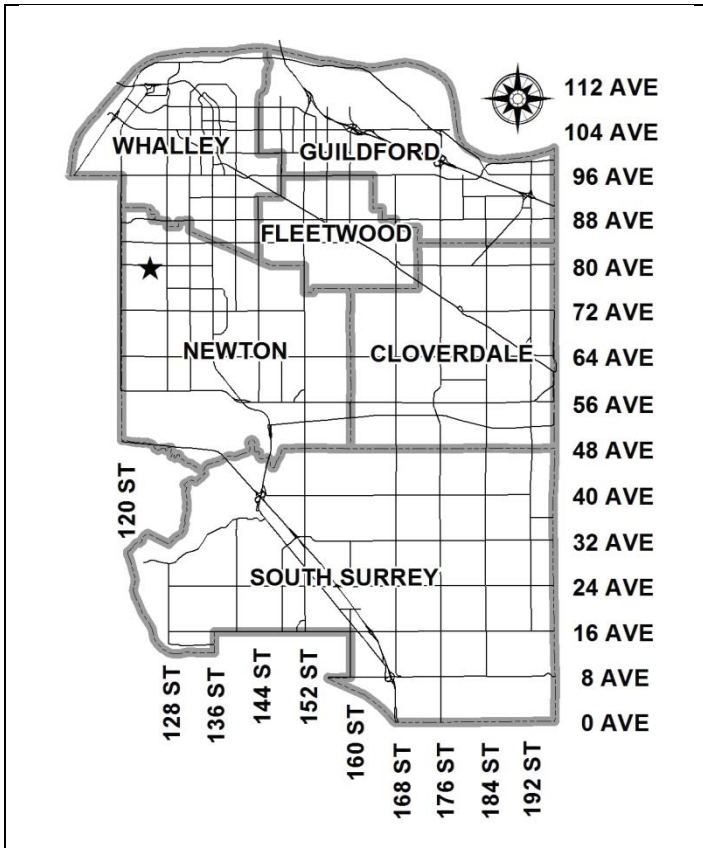 112 AVE
104 AVE
WHALLEY
GUILDFORD
96 AVE
88 AVE
FLEETWOOD
80 AVE
72 AVE
NEWTON
CLOVERDALE
64 AVE
56 AVE
48 AVE
120 ST
40 AVE
32 AVE
SOUTH SURREY
24 AVE
16 AVE
128 ST
136 ST
144 ST
152 ST
160 ST
8 AVE
0 AVE
168 ST
176 ST
184 ST
192 ST